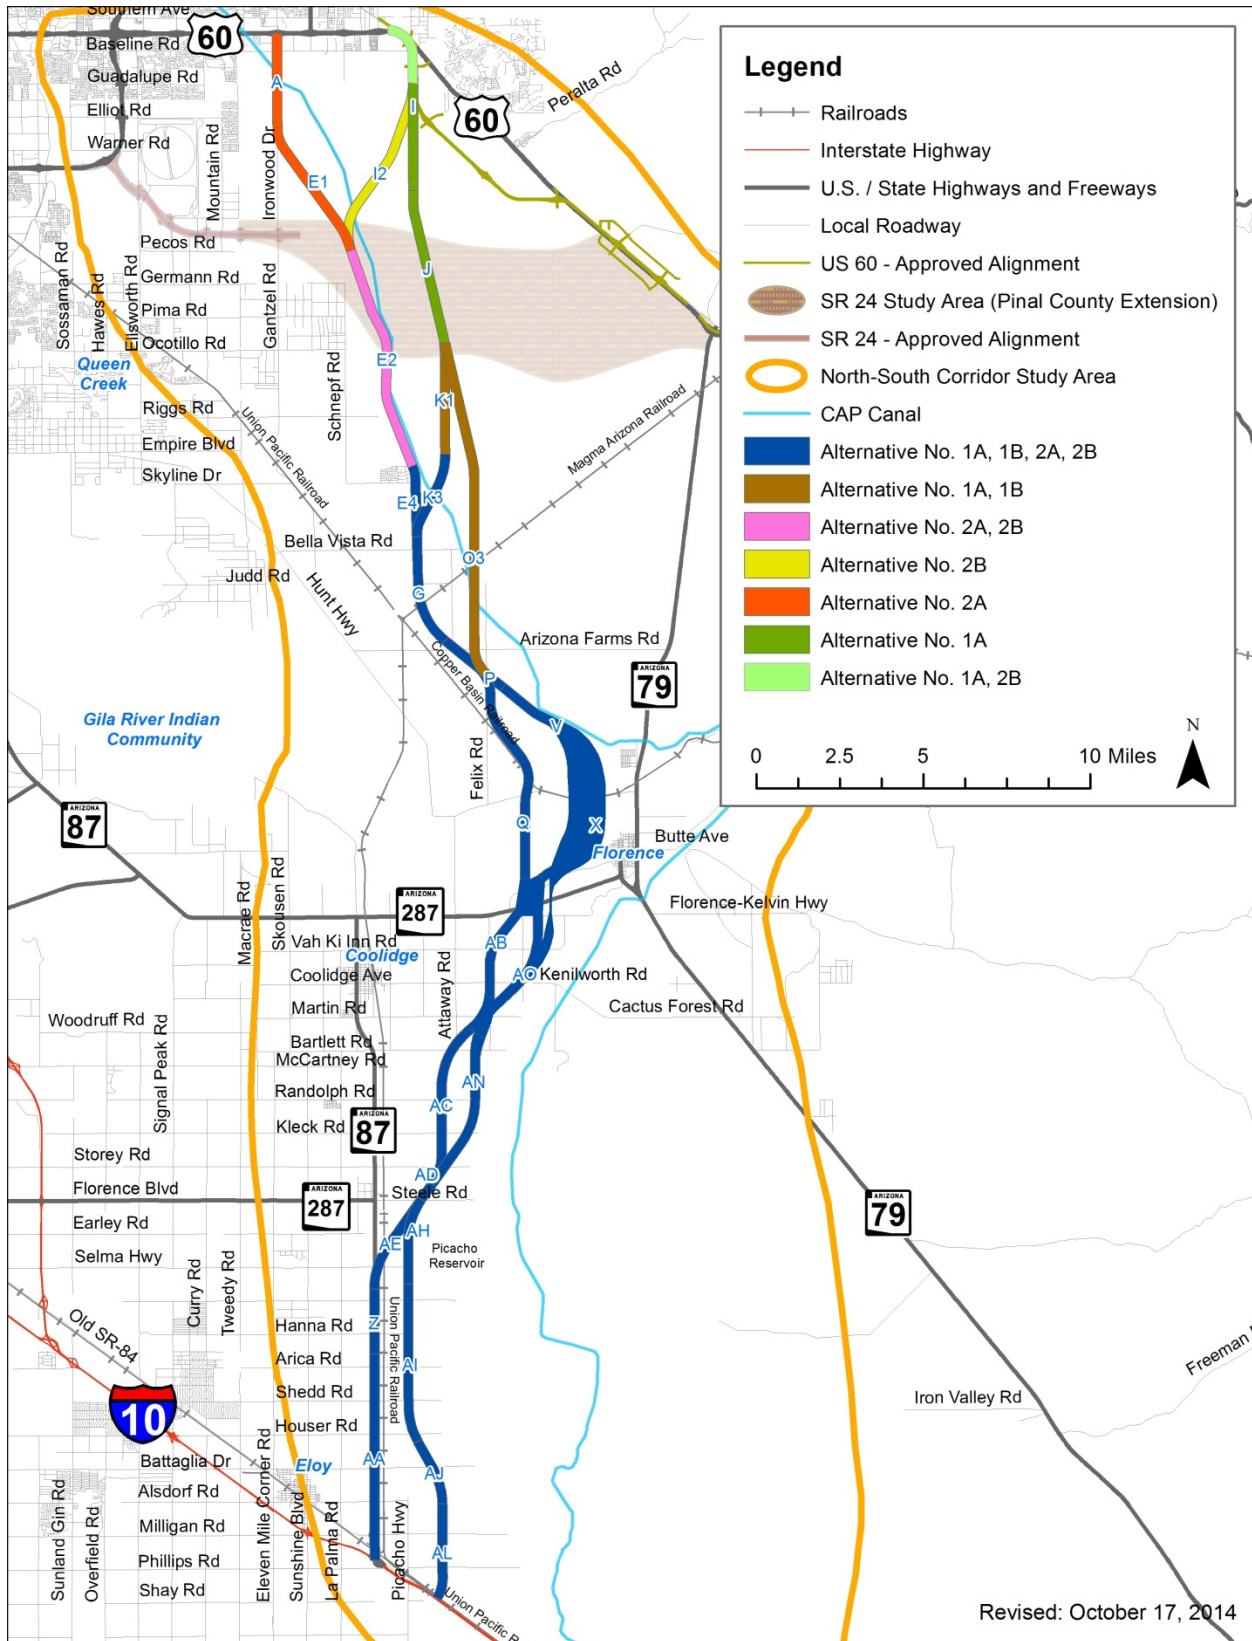 Southern Ave
Baseline Rd
Guadalupe Rd
Elliot Rd
Warner Rd
60
60
Peralta Rd
Mountain Rd
Ironwood Dr
A
I
E1
I2
Pecos Rd
Germann Rd
Pima Rd
Ocotillo Rd
Sossaman Rd
Hawes Rd
Ellsworth Rd
Gantzel Rd
Schnepf Rd
J
E2
K1
Queen
Creek
Riggs Rd
Empire Blvd
Skyline Dr
Union Pacific Railroad
Magma Arizona Railroad
E4
K3
Bella Vista Rd
Judd Rd
Hunt Hwy
O3
G
Arizona Farms Rd
Copper Basin Railroad
P
ARIZONA
79
Gila River Indian
Community
V
Felix Rd
ARIZONA
87
Q
X
Butte Ave
Florence
Macrae Rd
Skousen Rd
ARIZONA
287
Florence-Kelvin Hwy
Vah Ki Inn Rd
Coolidge
Coolidge Ave
Attaway Rd
AB
AO
Kenilworth Rd
Martin Rd
Cactus Forest Rd
Woodruff Rd
Signal Peak Rd
Bartlett Rd
McCartney Rd
Randolph Rd
AN
AC
Kleck Rd
ARIZONA
87
Storey Rd
AD
Florence Blvd
ARIZONA
287
Steele Rd
ARIZONA
79
Earley Rd
AH
AE
Selma Hwy
Picacho
Reservoir
Curry Rd
Tweedy Rd
Old SR-84
Hanna Rd
Z
Union Pacific Railroad
Arica Rd
AI
Shedd Rd
Houser Rd
Freeman
Iron Valley Rd
10
Battaglia Dr
Eloy
AA
AJ
Alsdorf Rd
Milligan Rd
Phillips Rd
Shay Rd
Sunland Gin Rd
Overfield Rd
Eleven Mile Corner Rd
Sunshine Blvd
La Palma Rd
Picacho Hwy
AL
Union Pacific R
Legend
Railroads
Interstate Highway
U.S. / State Highways and Freeways
Local Roadway
US 60 - Approved Alignment
SR 24 Study Area (Pinal County Extension)
SR 24 - Approved Alignment
North-South Corridor Study Area
CAP Canal
Alternative No. 1A, 1B, 2A, 2B
Alternative No. 1A, 1B
Alternative No. 2A, 2B
Alternative No. 2B
Alternative No. 2A
Alternative No. 1A
Alternative No. 1A, 2B
0 2.5 5 10 Miles
N
Revised: October 17, 2014